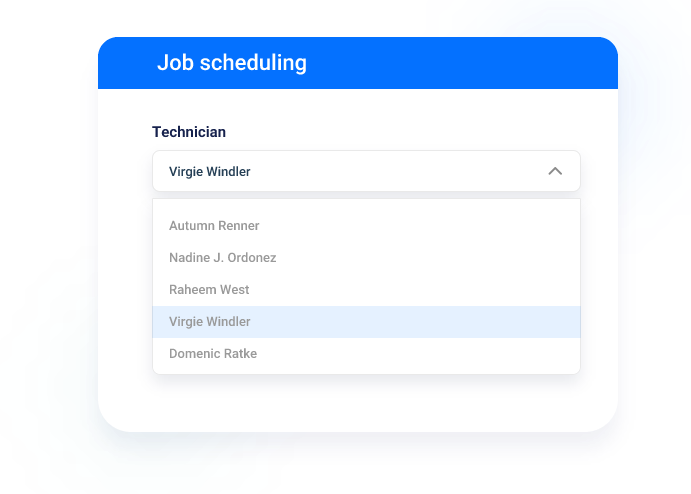 Job scheduling
Technician
Virgie Windler
Autumn Renner
Nadine J. Ordonez
Raheem West
Virgie Windler
Domenic Ratke